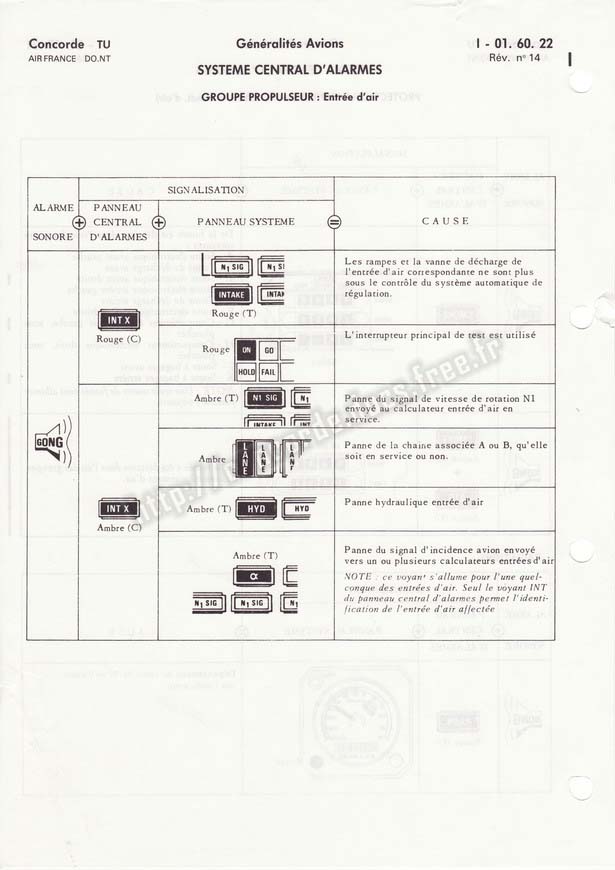 Concorde TU
AIR FRANCE DO.NT
Généralités Avions
I - 01. 60. 22
Rév. n° 14
SYSTEME CENTRAL D'ALARMES
GROUPE PROPULSEUR : Entrée d'air
ALARME
SONORE
SIGNALISATION
PANNEAU
CENTRAL
D'ALARMES
PANNEAU SYSTEME
CAUSE
N1 SIG N1 SI
INTAKE INTA
Rouge (T)
Les rampes et la vanne de décharge de
l'entrée d'air correspondante ne sont plus
sous le contrôle du système automatique de
régulation.
INT X
Rouge (C)
Rouge
ON GO
HOLD FAIL
L'interrupteur principal de test est utilisé
Ambre (T)
N1 SIG N1
INTAKE INT
Panne du signal de vitesse de rotation N1
envoyé au calculateur entrée d'air en
service.
GONG
Ambre
LANE LANE LANE
Panne de la chaine associée A ou B, qu'elle
soit en service ou non.
INT X
Ambre (C)
Ambre (T)
HYD HYD
Panne hydraulique entrée d'air
Ambre (T)
α
N1 SIG N1 SIG N1
Panne du signal d'incidence avion envoyé
vers un ou plusieurs calculateurs entrées d'air
NOTE : ce voyant s'allume pour l'une quel-
conque des entrées d'air. Seul le voyant INT
du panneau central d'alarmes permet l'identi-
fication de l'entrée d'air affectée